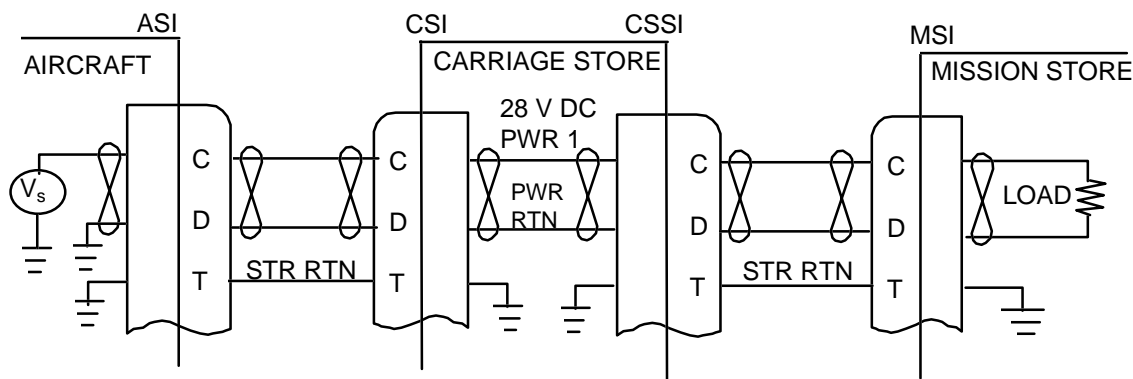 ASI
CSI
CSSI
MSI
AIRCRAFT
CARRIAGE STORE
MISSION STORE
28 V DC
PWR 1
Vs
C
C
C
C
PWR
RTN
LOAD
D
D
D
D
STR RTN
STR RTN
T
T
T
T